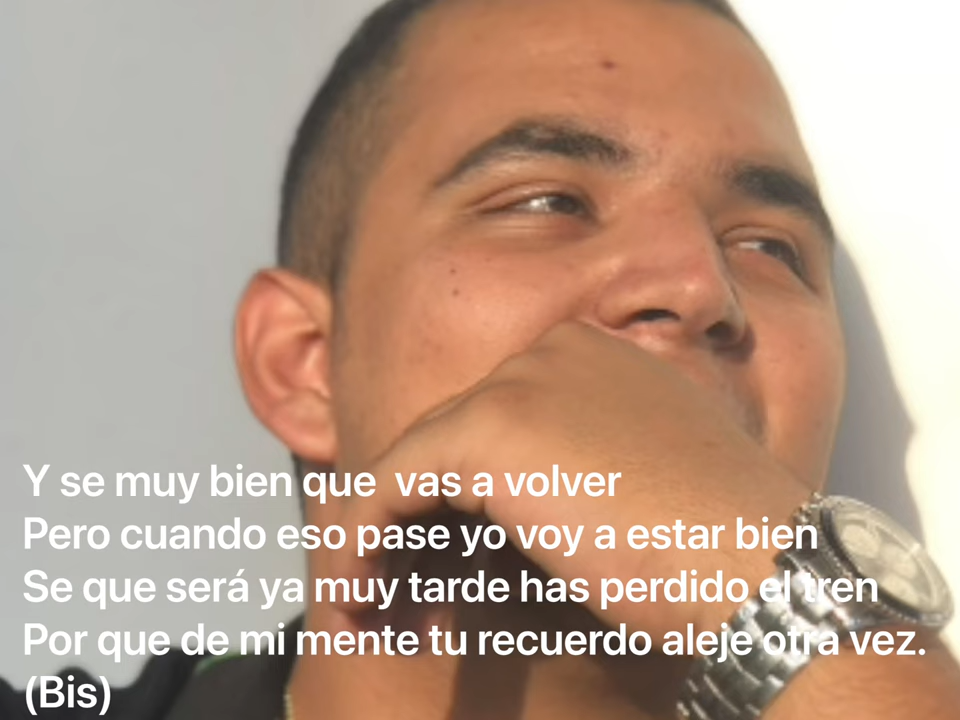 Y se muy bien que  vas a volver
Pero cuando eso pase yo voy a estar bien
Se que será ya muy tarde has perdido el tren
Por que de mi mente tu recuerdo aleje otra vez.
(Bis)